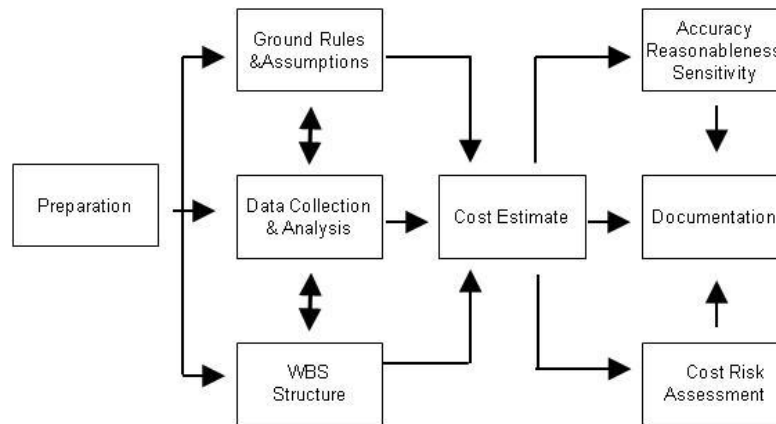 Ground Rules
&Assumptions
Accuracy
Reasonableness
Sensitivity
Preparation
Data Collection
& Analysis
Cost Estimate
Documentation
WBS
Structure
Cost Risk
Assessment